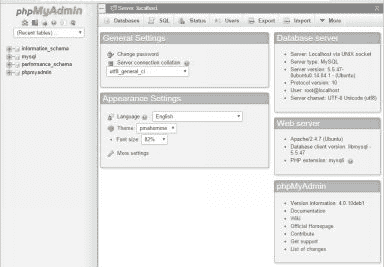 phpMyAdmin
(Recent tables) ...
information_schema
mysql
performance_schema
phpmyadmin
Server: localhost
Databases
SQL
Status
Users
Export
Import
More
General Settings
Change password
Server connection collation
utf8_general_ci
Appearance Settings
Language
English
Theme: pmahomme
Font size: 82%
More settings
Database server
Server: Localhost via UNIX socket
Server type: MySQL
Server version: 5.5.47-0ubuntu0.14.04.1 - (Ubuntu)
Protocol version: 10
User: root@localhost
Server charset: UTF-8 Unicode (utf8)
Web server
Apache/2.4.7 (Ubuntu)
Database client version: libmysql - 5.5.47
PHP extension: mysqli
phpMyAdmin
Version information: 4.0.10deb1
Documentation
Wiki
Official Homepage
Contribute
Get support
List of changes